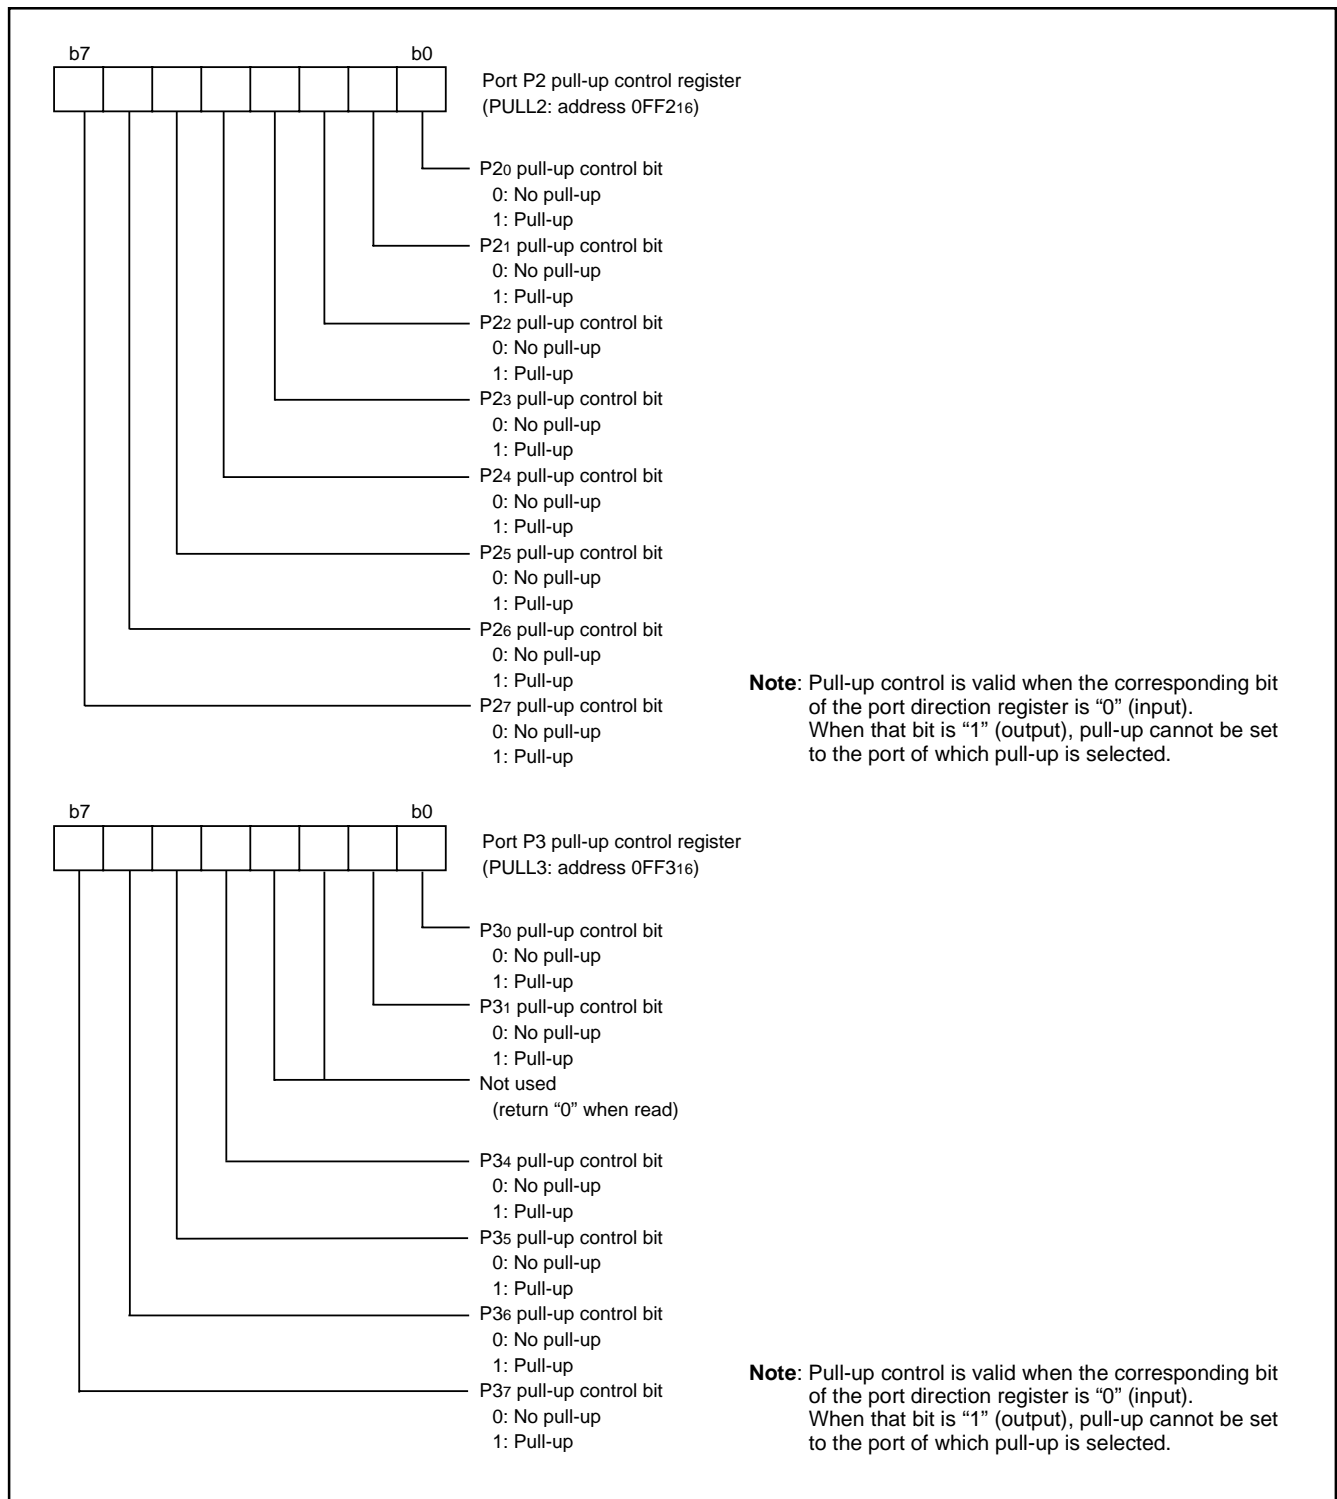 b7 b0
Port P2 pull-up control register
(PULL2: address 0FF216)
P20 pull-up control bit
0: No pull-up
1: Pull-up
P21 pull-up control bit
0: No pull-up
1: Pull-up
P22 pull-up control bit
0: No pull-up
1: Pull-up
P23 pull-up control bit
0: No pull-up
1: Pull-up
P24 pull-up control bit
0: No pull-up
1: Pull-up
P25 pull-up control bit
0: No pull-up
1: Pull-up
P26 pull-up control bit
0: No pull-up
1: Pull-up
P27 pull-up control bit
0: No pull-up
1: Pull-up
Note: Pull-up control is valid when the corresponding bit
of the port direction register is “0” (input).
When that bit is “1” (output), pull-up cannot be set
to the port of which pull-up is selected.
b7 b0
Port P3 pull-up control register
(PULL3: address 0FF316)
P30 pull-up control bit
0: No pull-up
1: Pull-up
P31 pull-up control bit
0: No pull-up
1: Pull-up
Not used
(return “0” when read)
P34 pull-up control bit
0: No pull-up
1: Pull-up
P35 pull-up control bit
0: No pull-up
1: Pull-up
P36 pull-up control bit
0: No pull-up
1: Pull-up
P37 pull-up control bit
0: No pull-up
1: Pull-up
Note: Pull-up control is valid when the corresponding bit
of the port direction register is “0” (input).
When that bit is “1” (output), pull-up cannot be set
to the port of which pull-up is selected.